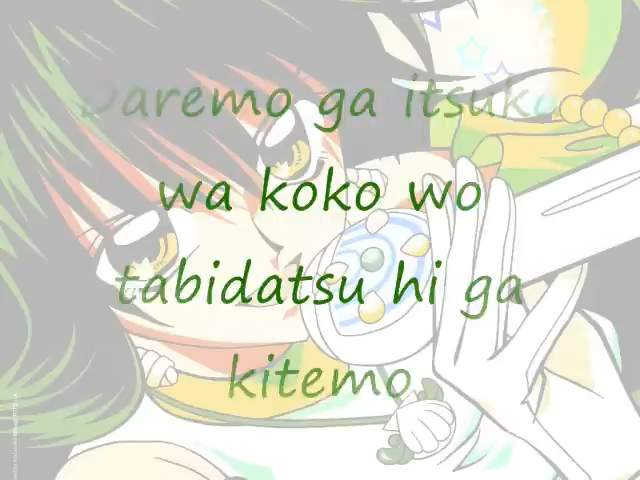 Daremo ga itsuka
wa koko wo
tabidatsu hi ga
kitemo